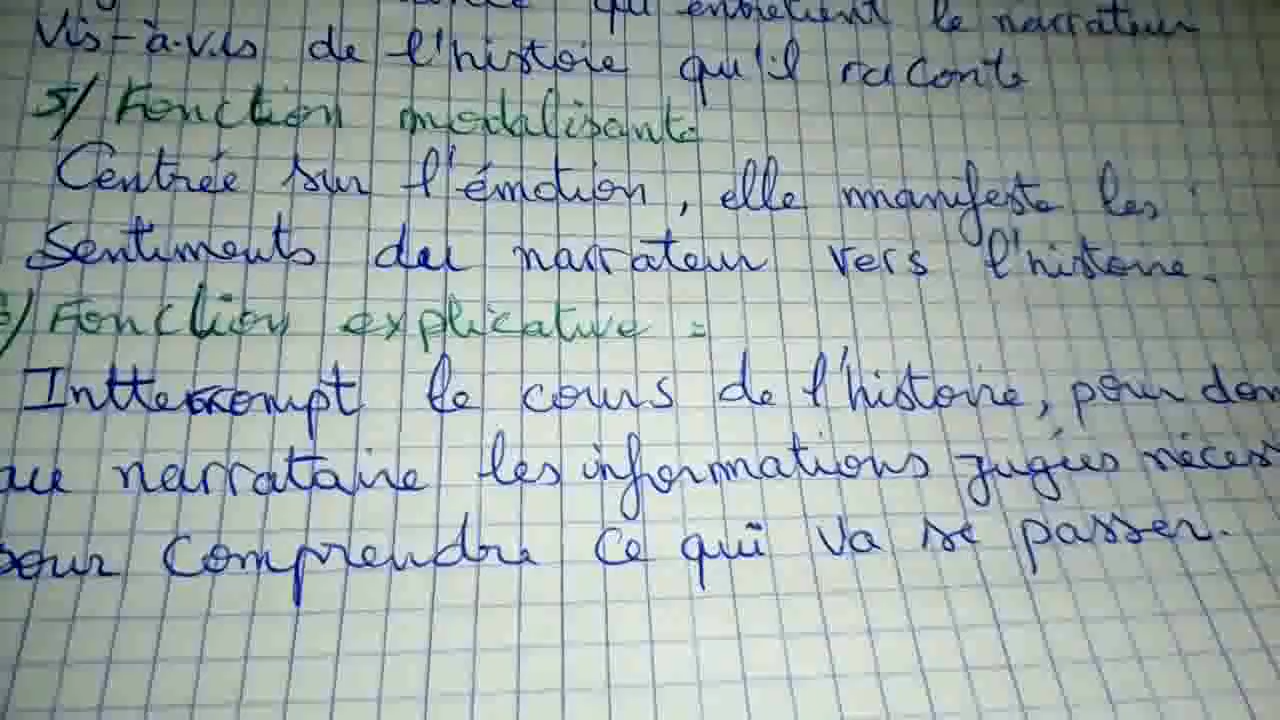 qu'entretient le narrateur
vis-à-vis de l'histoie qu'il raconte
5/ Fonction modalisante
Centrée sur l'émotion, elle manifeste les
Sentiments du narrateur vers l'histoire.
6/ Fonction explicative :
Intterompt le cours de l'histoire, pour don
au narrataire les informations jugées néces
pour comprendre ce qui va se passer.